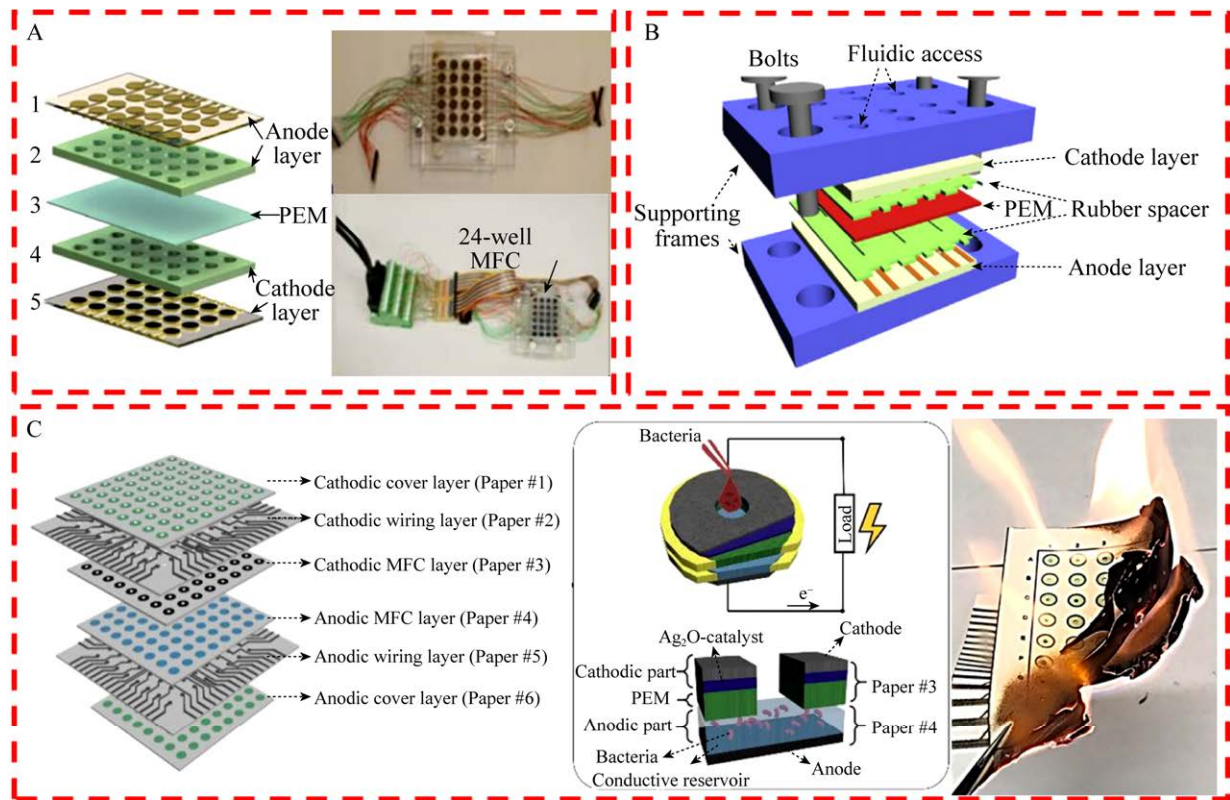 A
1
2
3
4
5
Anode
layer
PEM
Cathode
layer
24-well
MFC
B
Bolts
Fluidic access
Cathode layer
PEM
Rubber spacer
Supporting
frames
Anode layer
C
Cathodic cover layer (Paper #1)
Cathodic wiring layer (Paper #2)
Cathodic MFC layer (Paper #3)
Anodic MFC layer (Paper #4)
Anodic wiring layer (Paper #5)
Anodic cover layer (Paper #6)
Bacteria
Load
e⁻
Ag₂O-catalyst
Cathode
Cathodic part
PEM
Paper #3
Anodic part
Paper #4
Bacteria
Conductive reservoir
Anode